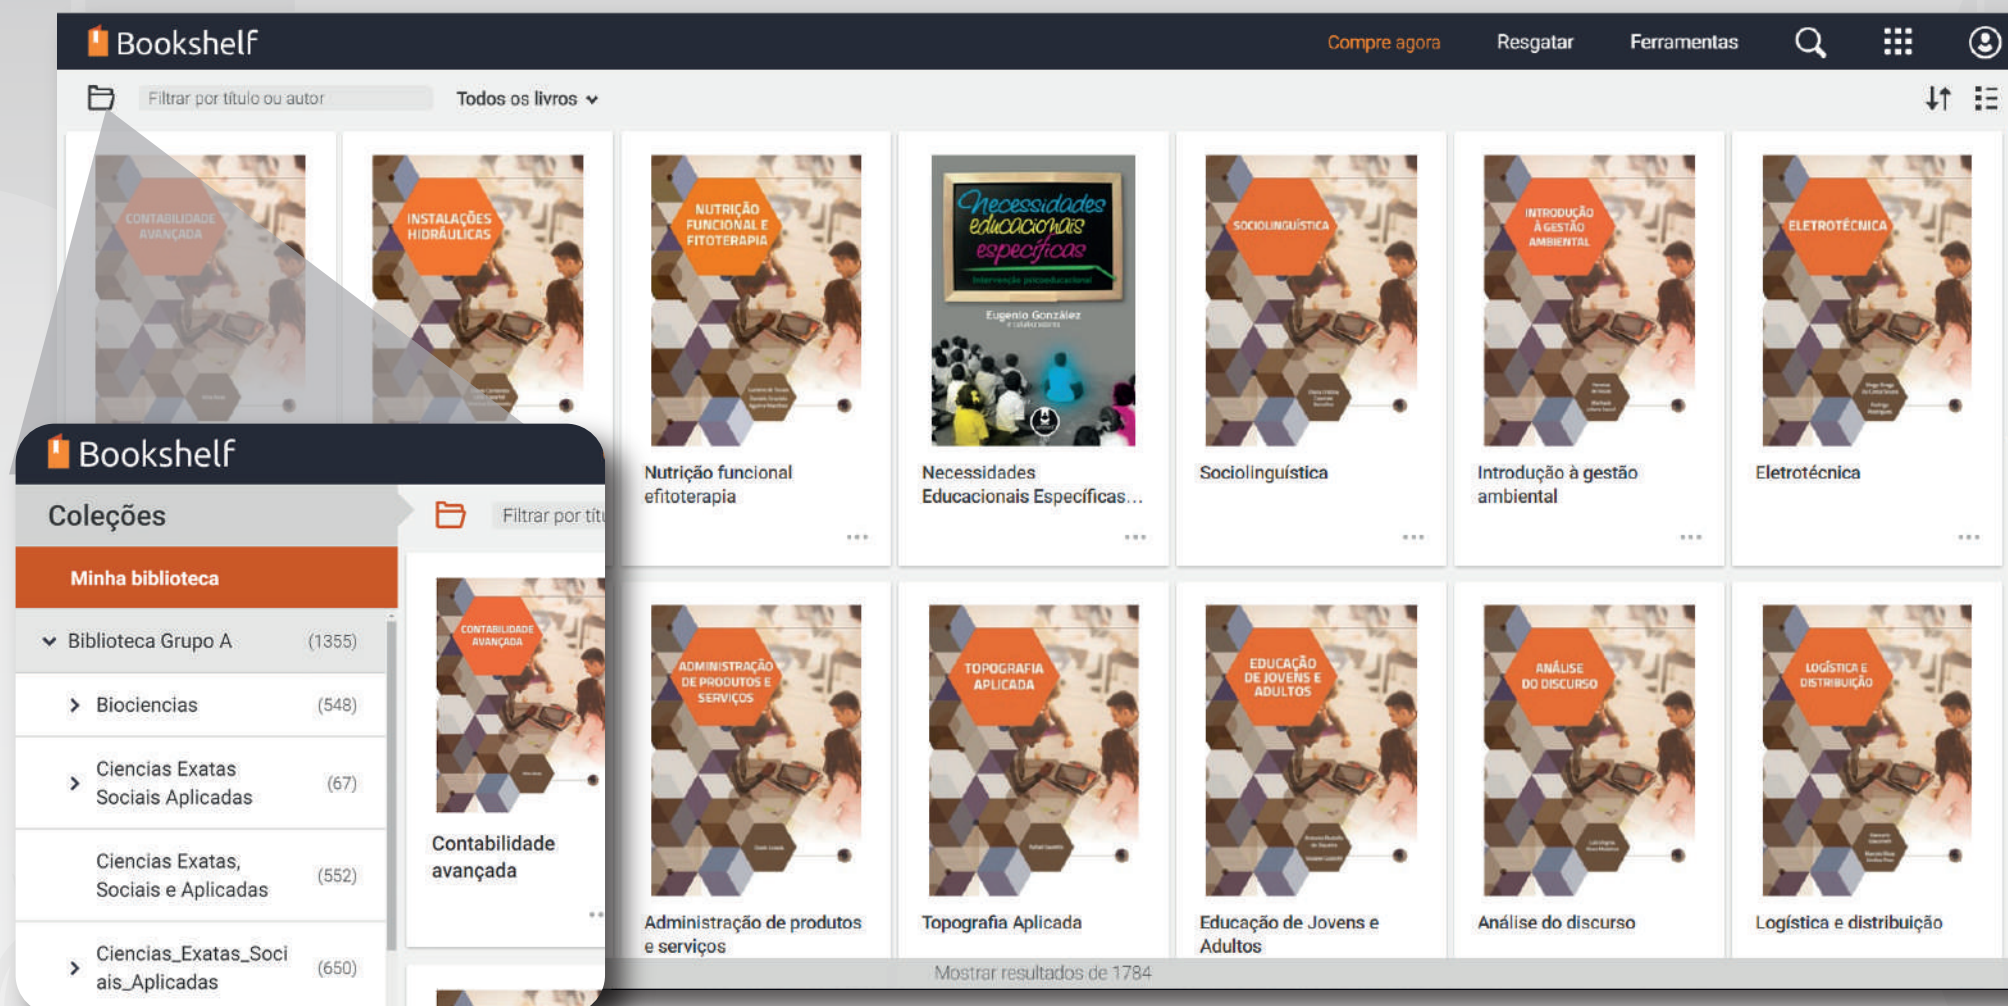 Bookshelf
Compre agora
Resgatar
Ferramentas
Filtrar por título ou autor
Todos os livros
CONTABILIDADE
AVANÇADA
INSTALAÇÕES
HIDRÁULICAS
NUTRIÇÃO
FUNCIONAL E
FITOTERAPIA
Necessidades
educacionais
específicas
Intervenção psicoeducacional
Eugenio González
e colaboradores
SOCIOLINGUÍSTICA
INTRODUÇÃO
À GESTÃO
AMBIENTAL
ELETROTÉCNICA
Nutrição funcional
efitoterapia
Necessidades
Educacionais Específicas...
Sociolinguística
Introdução à gestão
ambiental
Eletrotécnica
Bookshelf
Coleções
Filtrar por títu
Minha biblioteca
Biblioteca Grupo A (1355)
Biociencias (548)
Ciencias Exatas
Sociais Aplicadas (67)
Ciencias Exatas,
Sociais e Aplicadas (552)
Ciencias_Exatas_Soci
ais_Aplicadas (650)
CONTABILIDADE
AVANÇADA
Contabilidade
avançada
ADMINISTRAÇÃO
DE PRODUTOS E
SERVIÇOS
TOPOGRAFIA
APLICADA
EDUCAÇÃO
DE JOVENS E
ADULTOS
ANÁLISE
DO DISCURSO
LOGÍSTICA E
DISTRIBUIÇÃO
Administração de produtos
e serviços
Topografia Aplicada
Educação de Jovens e
Adultos
Análise do discurso
Logística e distribuição
Mostrar resultados de 1784